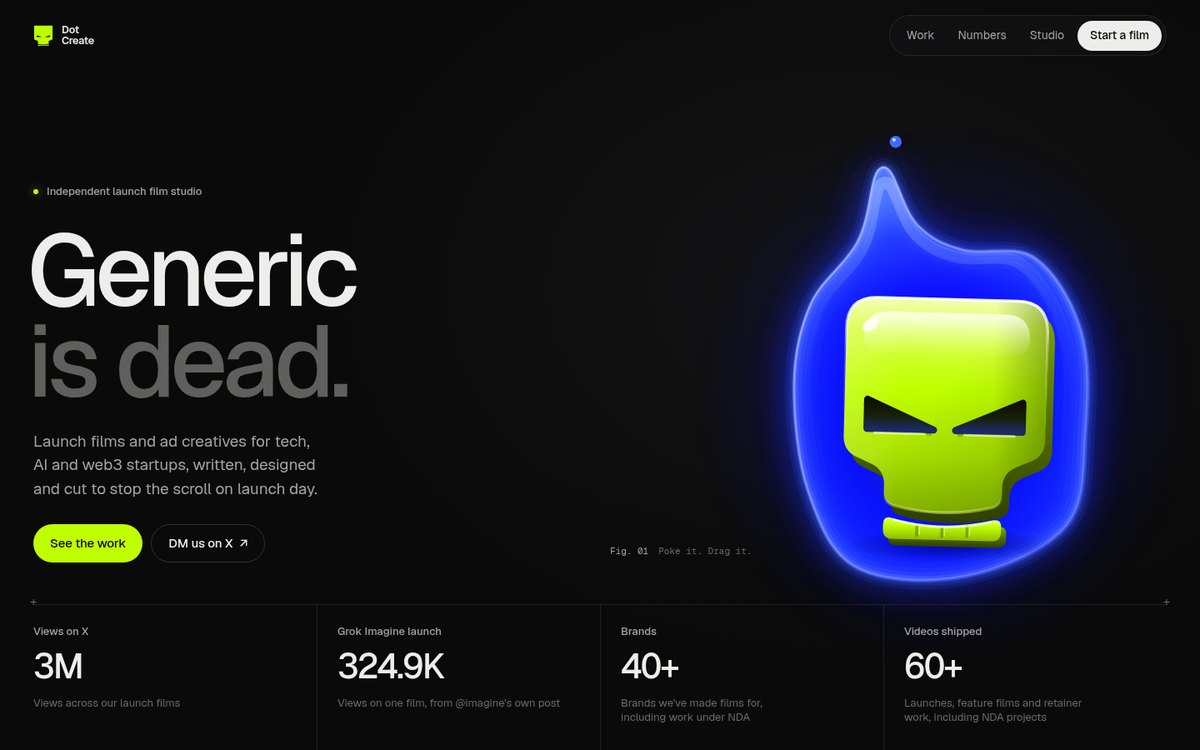 Dot
Create
Work
Numbers
Studio
Start a film
Independent launch film studio
Generic
is dead.
Launch films and ad creatives for tech,
AI and web3 startups, written, designed
and cut to stop the scroll on launch day.
See the work
DM us on X ↗
Fig. 01 Poke it. Drag it.
Views on X
3M
Views across our launch films
Grok Imagine launch
324.9K
Views on one film, from @imagine's own post
Brands
40+
Brands we've made films for,
including work under NDA
Videos shipped
60+
Launches, feature films and retainer
work, including NDA projects